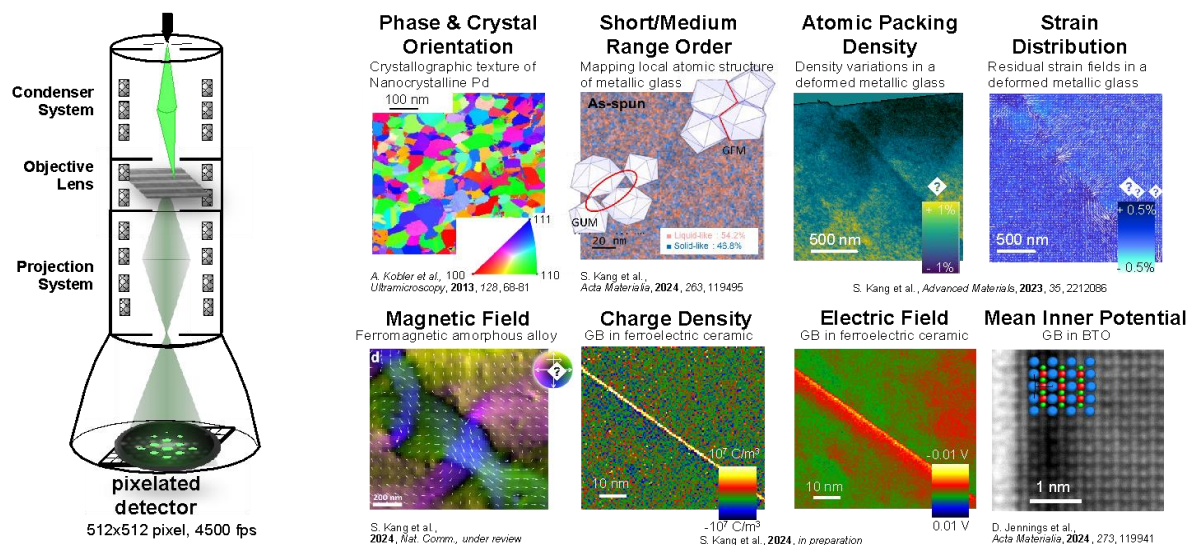 Condenser
System
Objective
Lens
Projection
System
pixelated
detector
512x512 pixel, 4500 fps
Phase & Crystal
Orientation
Crystallographic texture of
Nanocrystalline Pd
100 nm
111
100
110
A. Kobler et al.,
Ultramicroscopy, 2013, 128, 68-81
Short/Medium
Range Order
Mapping local atomic structure
of metallic glass
As-spun
GFM
GUM
20 nm
Liquid-like : 54.2%
Solid-like : 45.8%
S. Kang et al.,
Acta Materialia, 2024, 263, 119495
Atomic Packing
Density
Density variations in a
deformed metallic glass
?
+ 1%
- 1%
500 nm
Strain
Distribution
Residual strain fields in a
deformed metallic glass
? ? ?
+ 0.5%
- 0.5%
500 nm
S. Kang et al., Advanced Materials, 2023, 35, 2212086
Magnetic Field
Ferromagnetic amorphous alloy
d
?
200 nm
S. Kang et al.,
2024, Nat. Comm., under review
Charge Density
GB in ferroelectric ceramic
10⁷ C/m³
-10⁷ C/m³
10 nm
Electric Field
GB in ferroelectric ceramic
-0.01 V
0.01 V
10 nm
S. Kang et al., 2024, in preparation
Mean Inner Potential
GB in BTO
1 nm
D. Jennings et al.,
Acta Materialia, 2024, 273, 119941